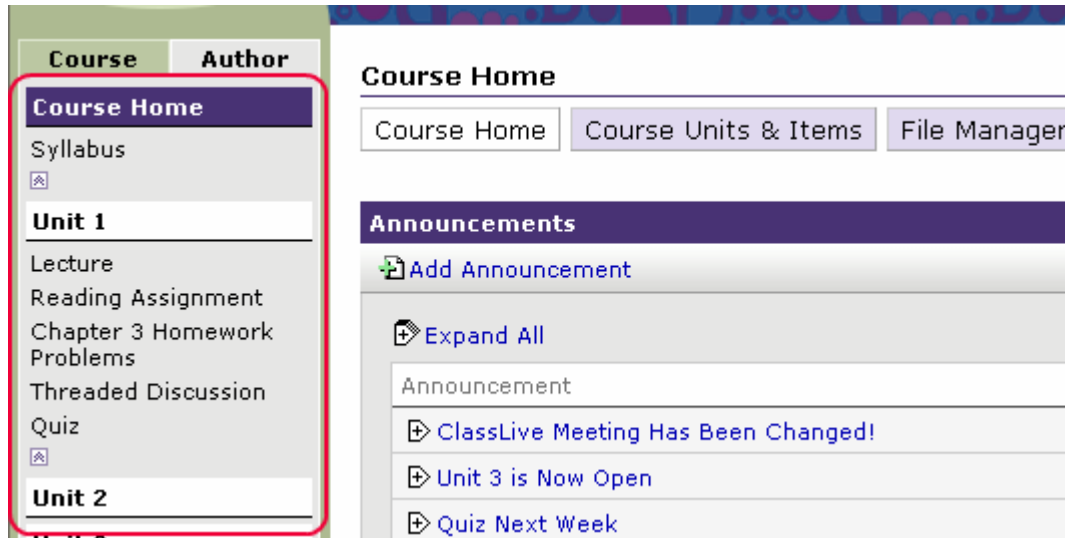 Course Author
Course Home
Syllabus
Unit 1
Lecture
Reading Assignment
Chapter 3 Homework
Problems
Threaded Discussion
Quiz
Unit 2
Course Home
Course Home Course Units & Items File Manager
Announcements
Add Announcement
Expand All
Announcement
ClassLive Meeting Has Been Changed!
Unit 3 is Now Open
Quiz Next Week